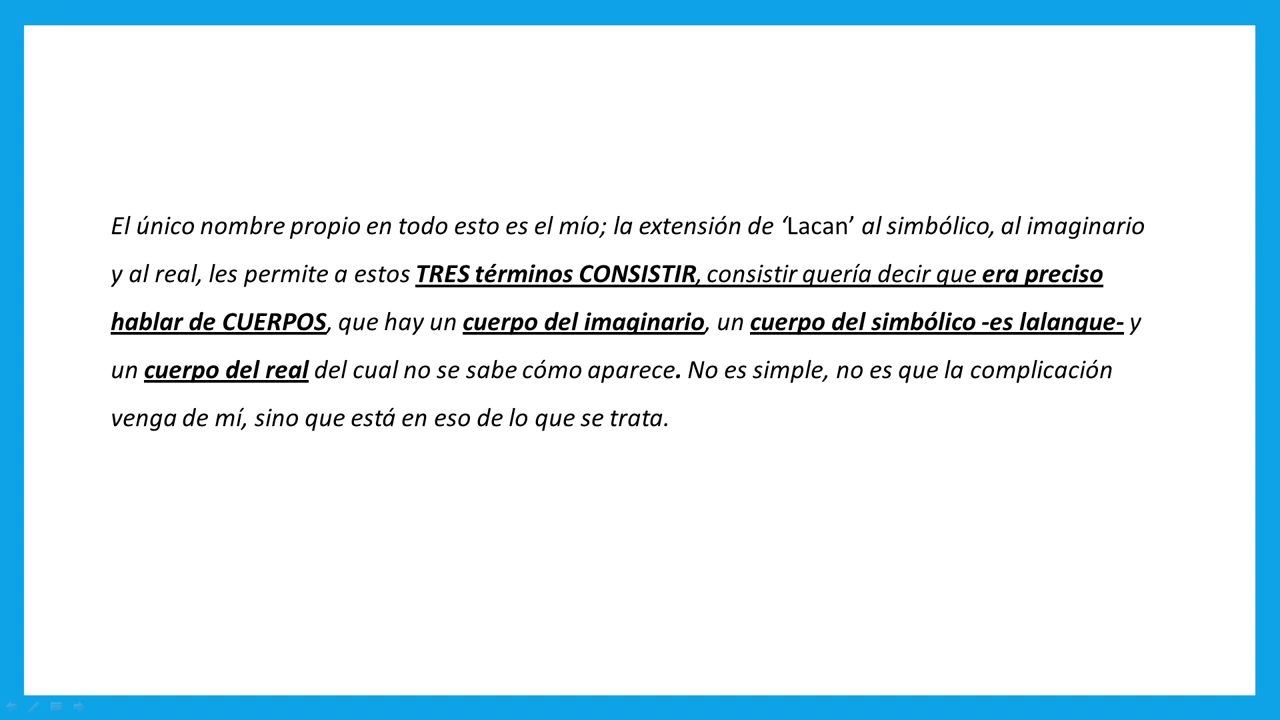 El único nombre propio en todo esto es el mío; la extensión de ‘Lacan’ al simbólico, al imaginario
y al real, les permite a estos TRES términos CONSISTIR, consistir quería decir que era preciso
hablar de CUERPOS, que hay un cuerpo del imaginario, un cuerpo del simbólico -es lalangue- y
un cuerpo del real del cual no se sabe cómo aparece. No es simple, no es que la complicación
venga de mí, sino que está en eso de lo que se trata.